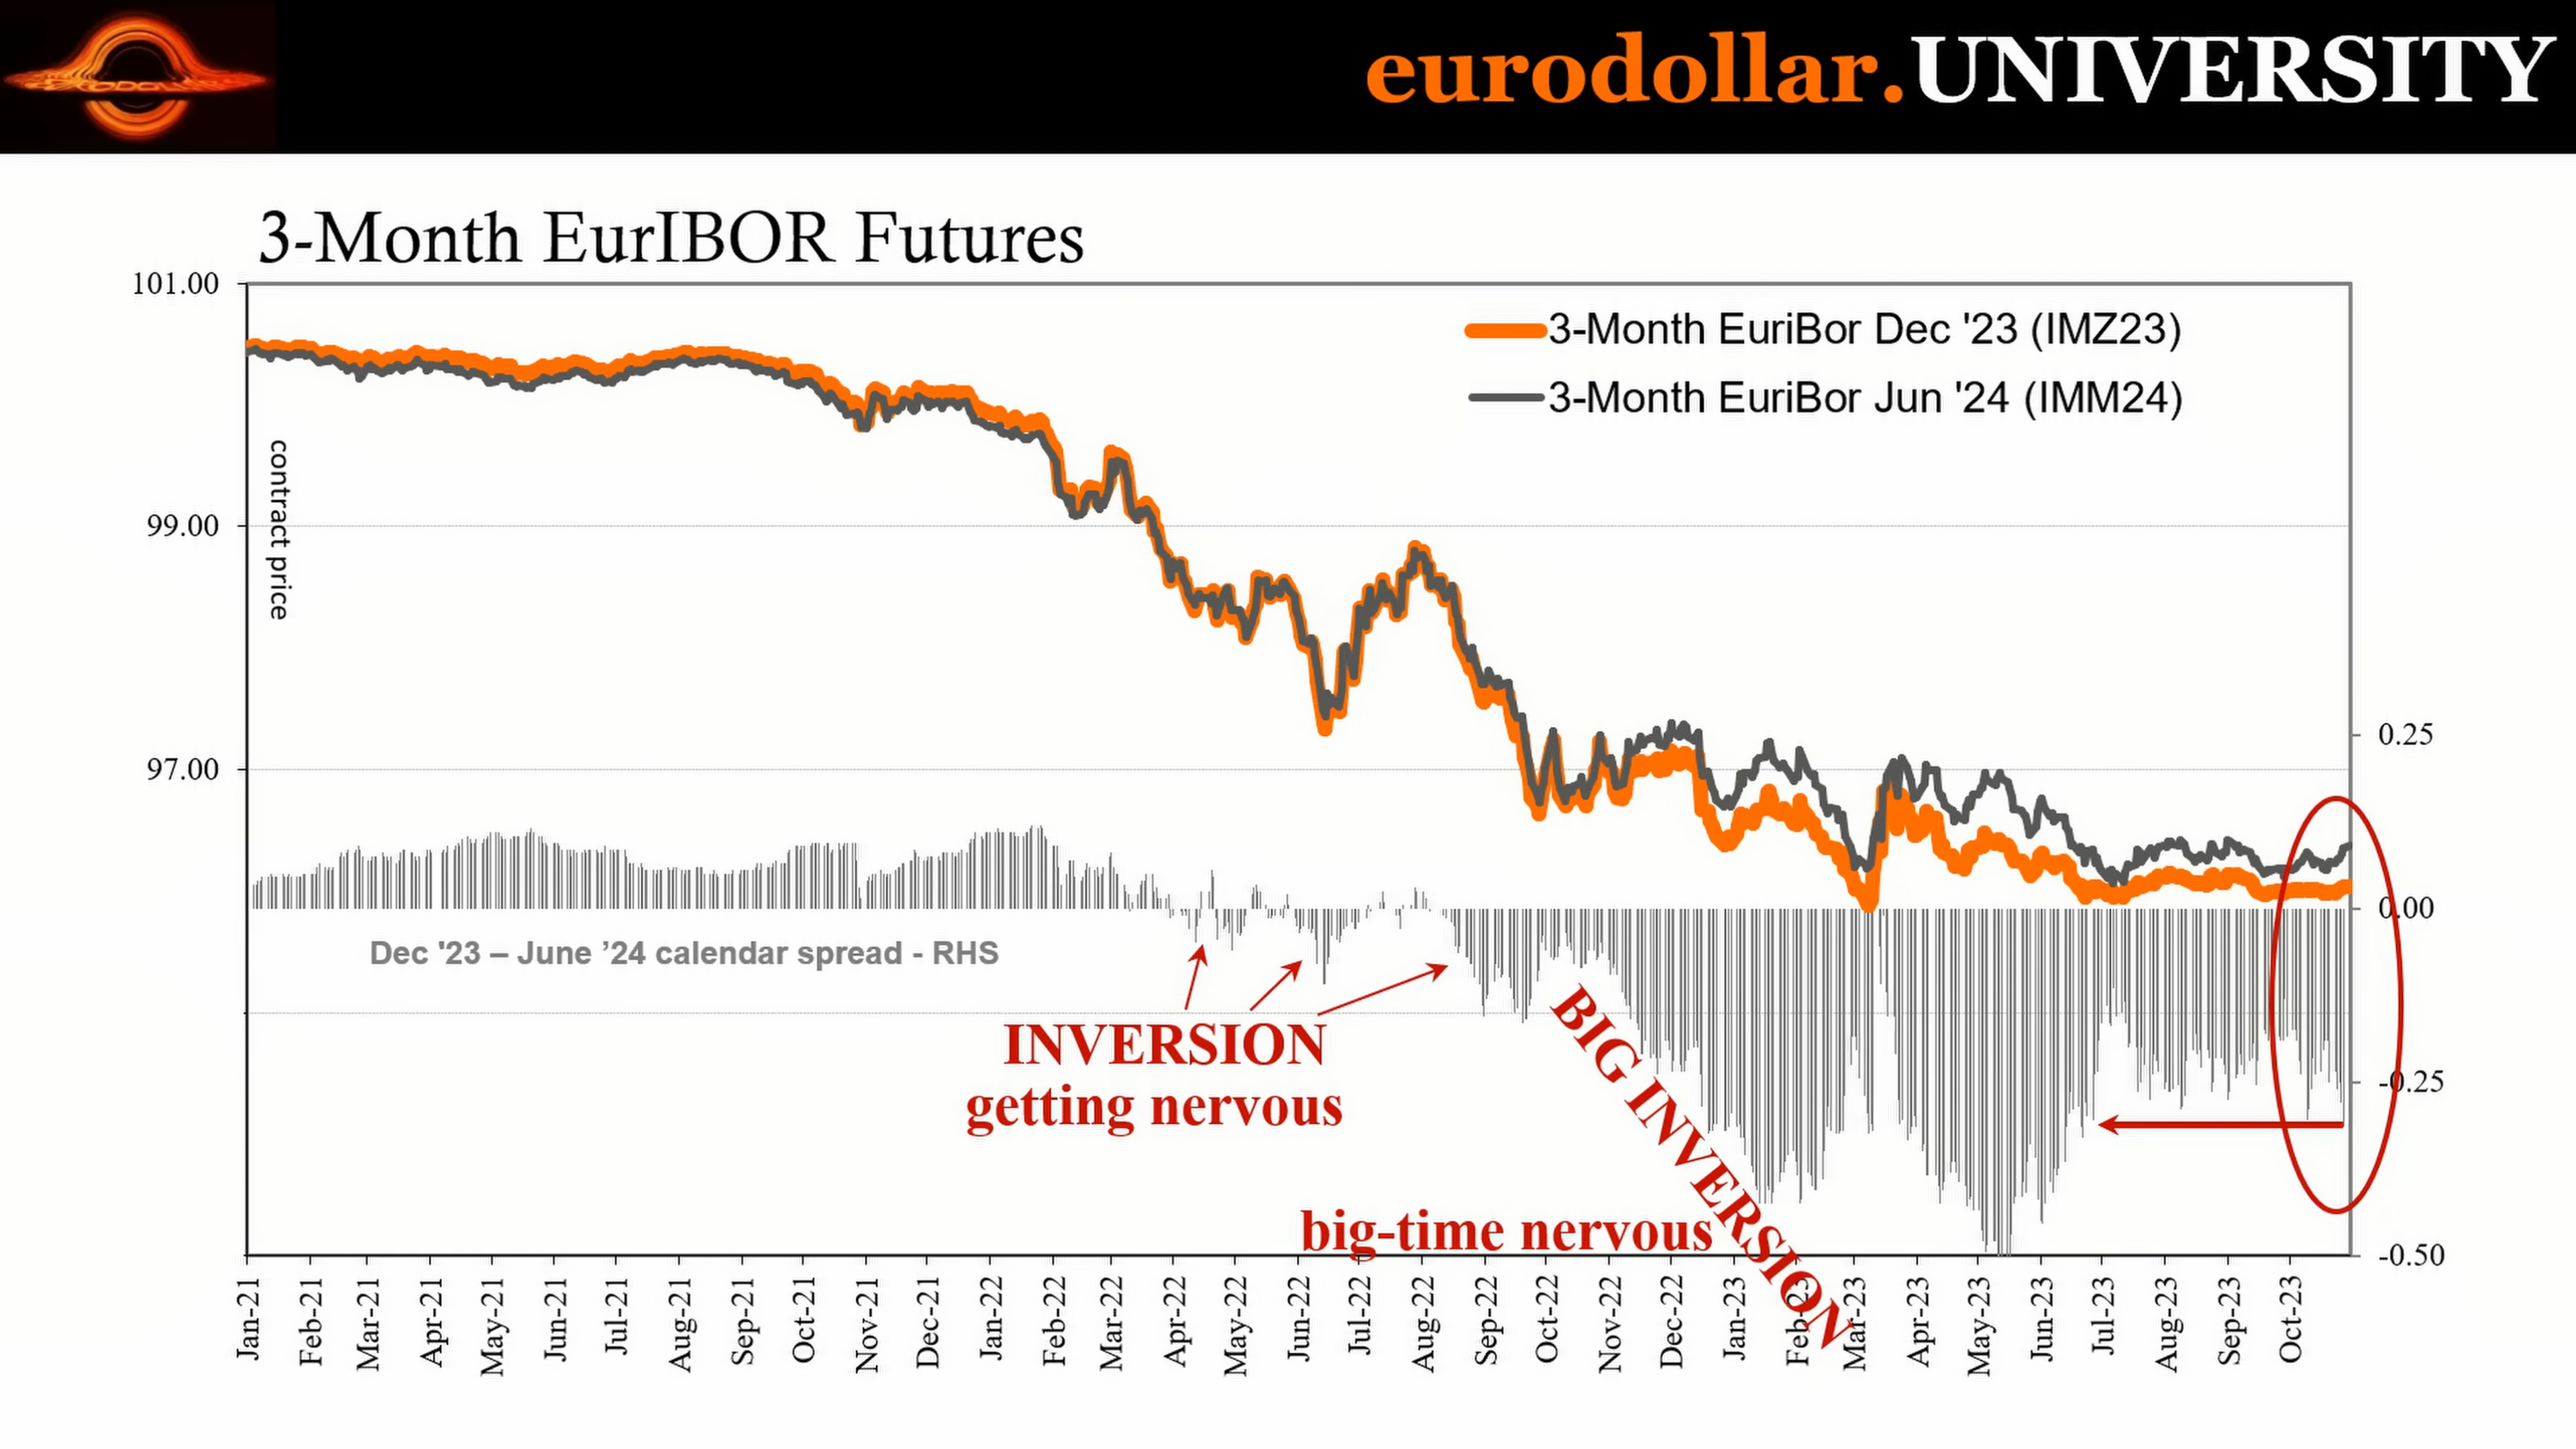 eurodollar.UNIVERSITY
3-Month EurIBOR Futures
101.00
99.00
97.00
contract price
3-Month EuriBor Dec '23 (IMZ23)
3-Month EuriBor Jun '24 (IMM24)
0.25
0.00
-0.25
-0.50
Dec '23 – June ’24 calendar spread - RHS
INVERSION
getting nervous
BIG INVERSION
big-time nervous
Jan-21
Feb-21
Mar-21
Apr-21
May-21
Jun-21
Jul-21
Aug-21
Sep-21
Oct-21
Nov-21
Dec-21
Jan-22
Feb-22
Mar-22
Apr-22
May-22
Jun-22
Jul-22
Aug-22
Sep-22
Oct-22
Nov-22
Dec-22
Jan-23
Feb-23
Mar-23
Apr-23
May-23
Jun-23
Jul-23
Aug-23
Sep-23
Oct-23